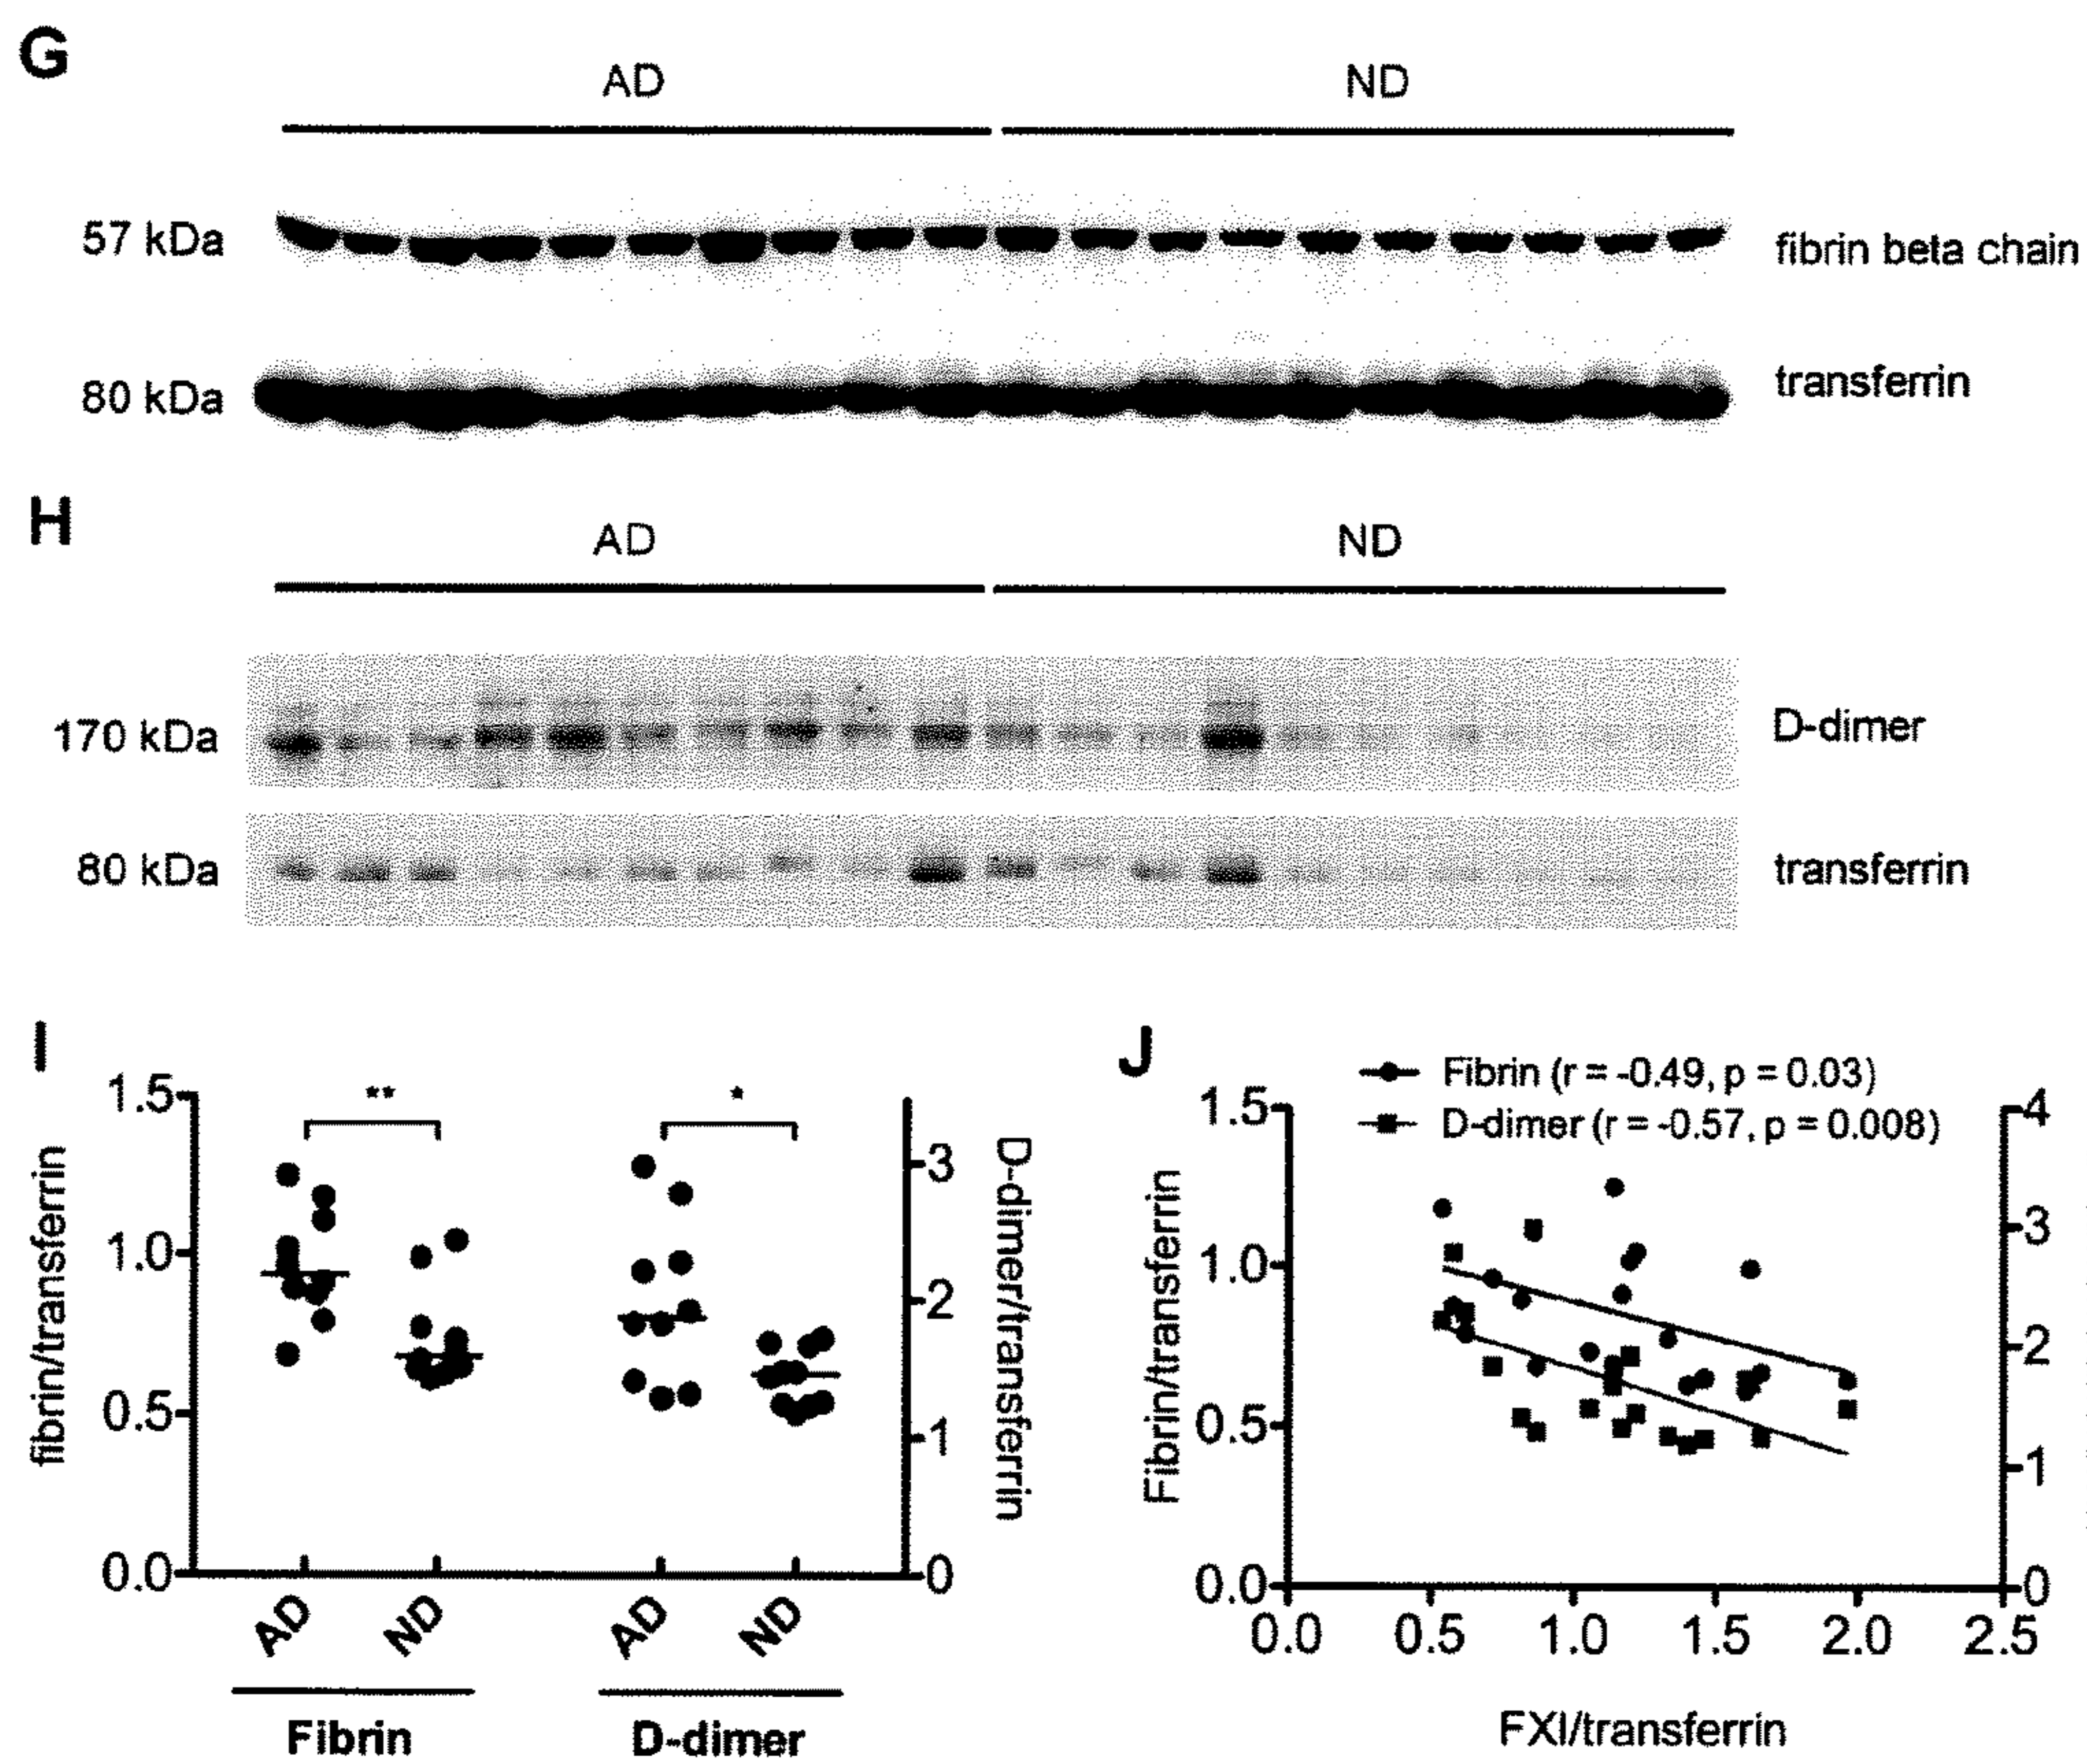 G
AD ND
57 kDa fibrin beta chain
80 kDa transferrin
H
AD ND
170 kDa D-dimer
80 kDa transferrin
I
fibrin/transferrin
1.5
1.0
0.5
0.0
** *
3
2
1
0
D-dimer/transferrin
AD ND AD ND
Fibrin D-dimer
J
Fibrin (r = -0.49, p = 0.03)
D-dimer (r = -0.57, p = 0.008)
Fibrin/transferrin
1.5
1.0
0.5
0.0
4
3
2
1
0
0.0 0.5 1.0 1.5 2.0 2.5
FXI/transferrin